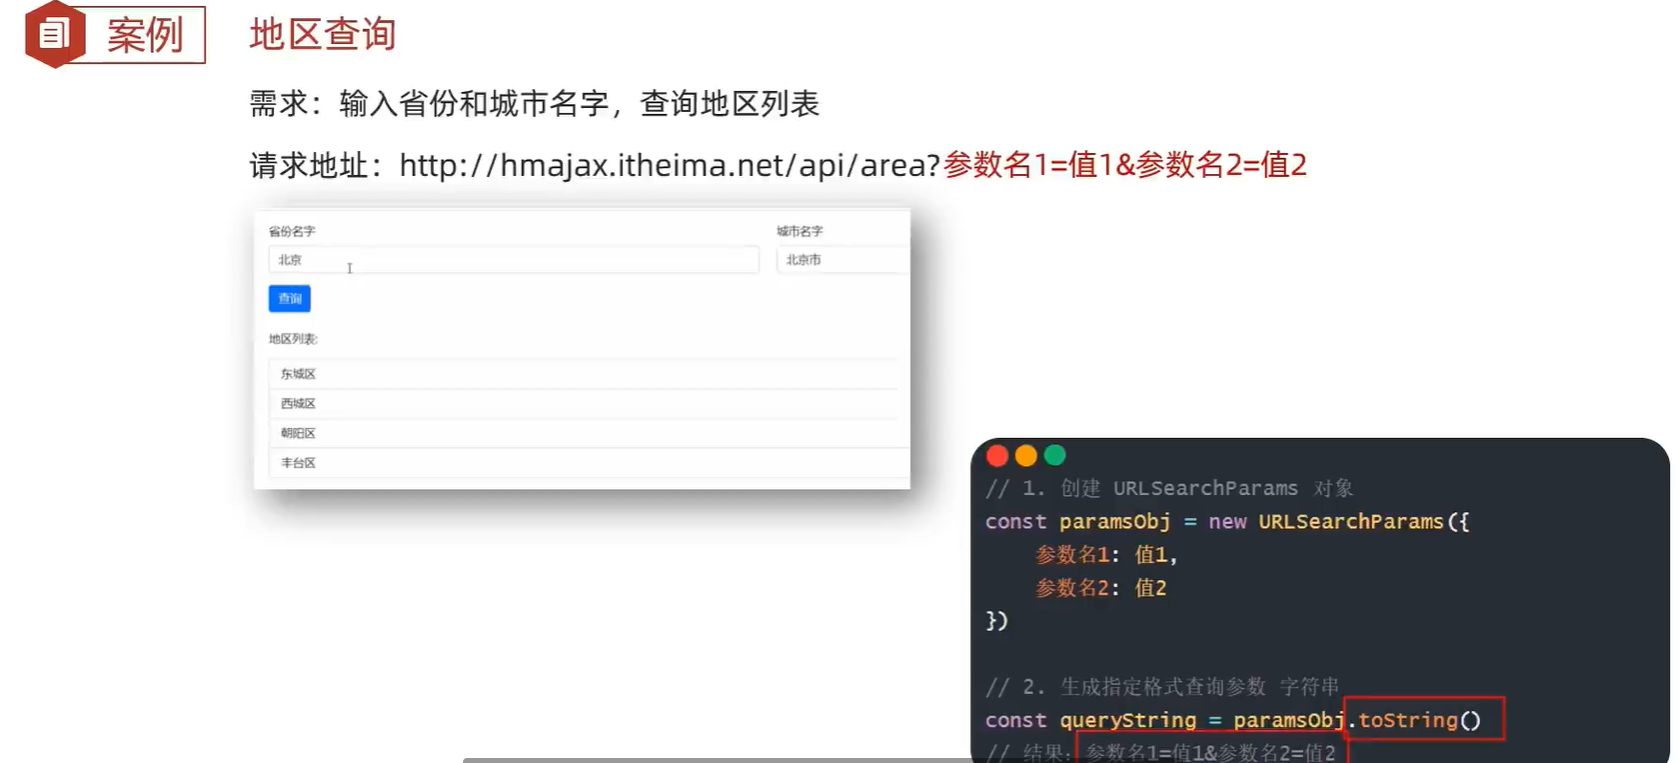 案例
地区查询
需求：输入省份和城市名字，查询地区列表
请求地址：http://hmajax.itheima.net/api/area?参数名1=值1&参数名2=值2
省份名字 城市名字
北京 北京市
查询
地区列表:
东城区
西城区
朝阳区
丰台区
// 1. 创建 URLSearchParams 对象
const paramsObj = new URLSearchParams({
参数名1: 值1,
参数名2: 值2
})
// 2. 生成指定格式查询参数 字符串
const queryString = paramsObj.toString()
// 结果：参数名1=值1&参数名2=值2